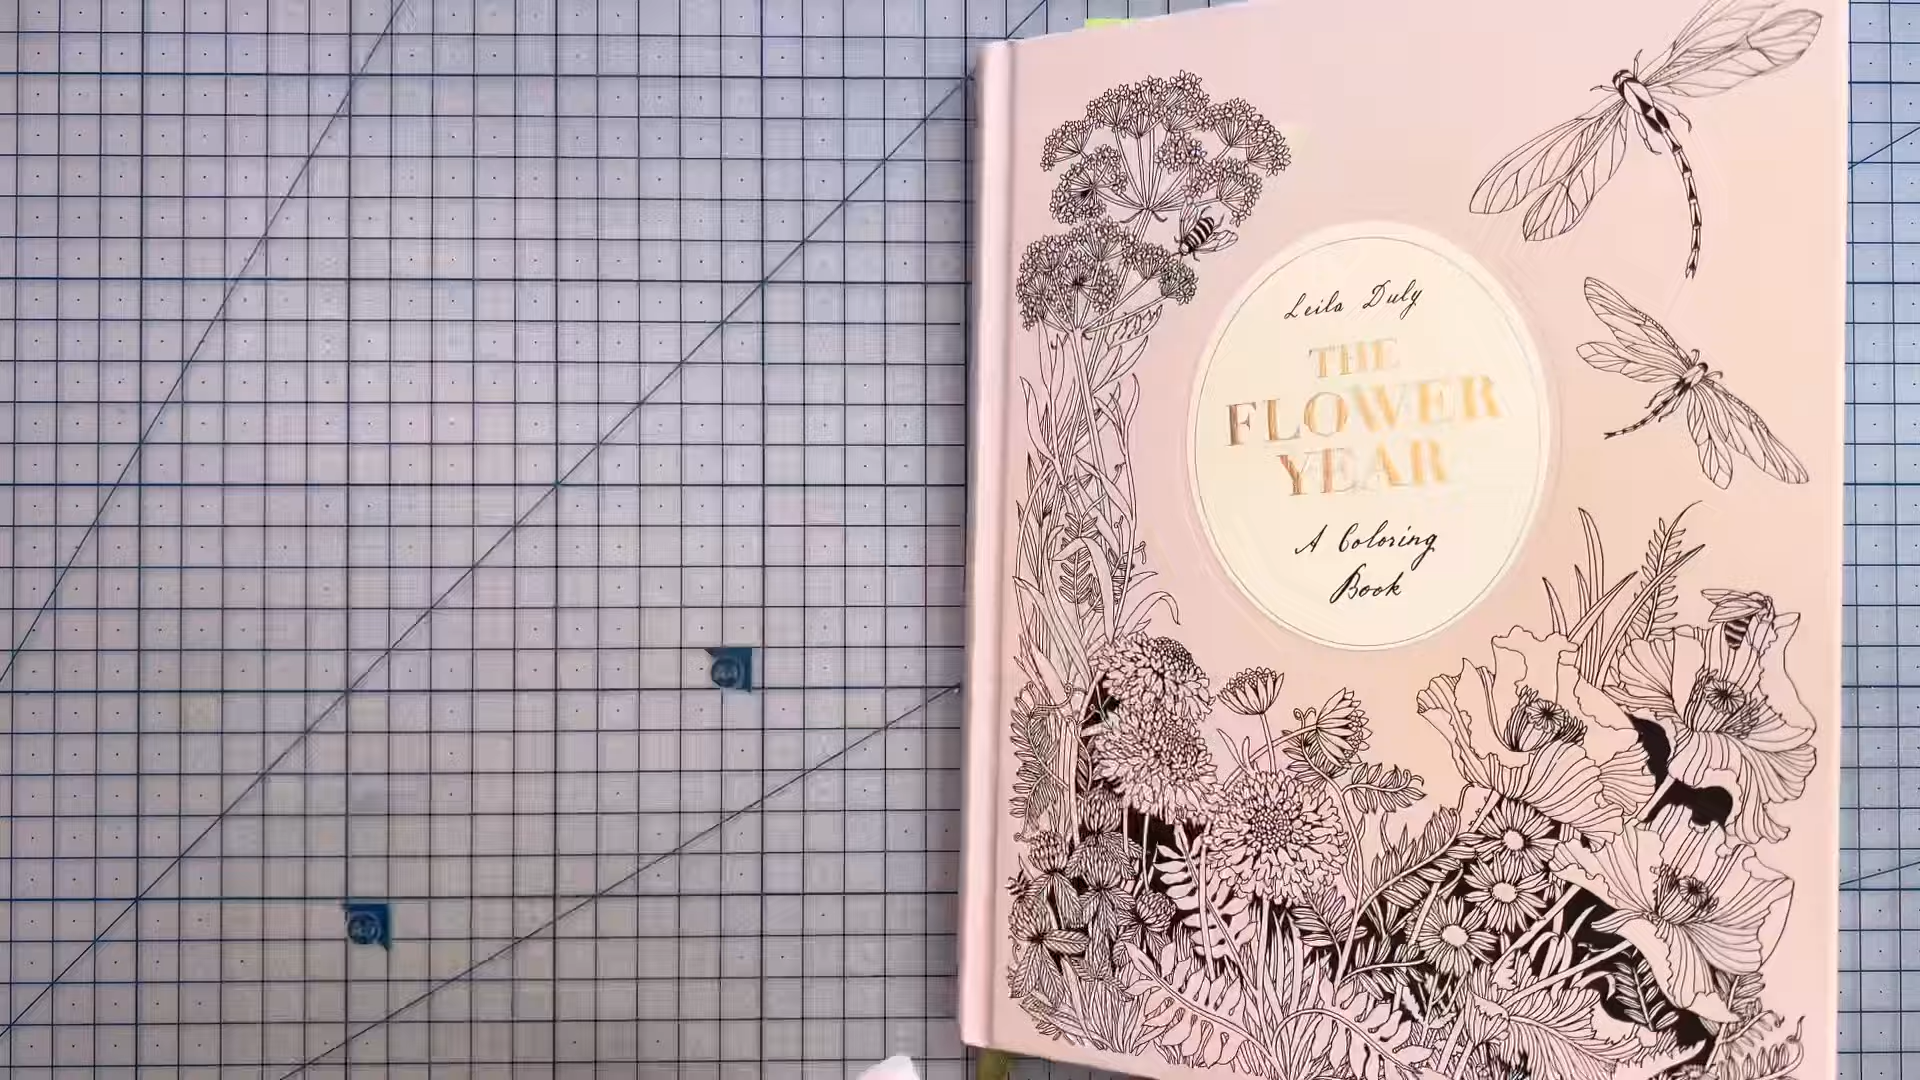 Leila Duly
THE
FLOWER
YEAR
A Coloring
Book